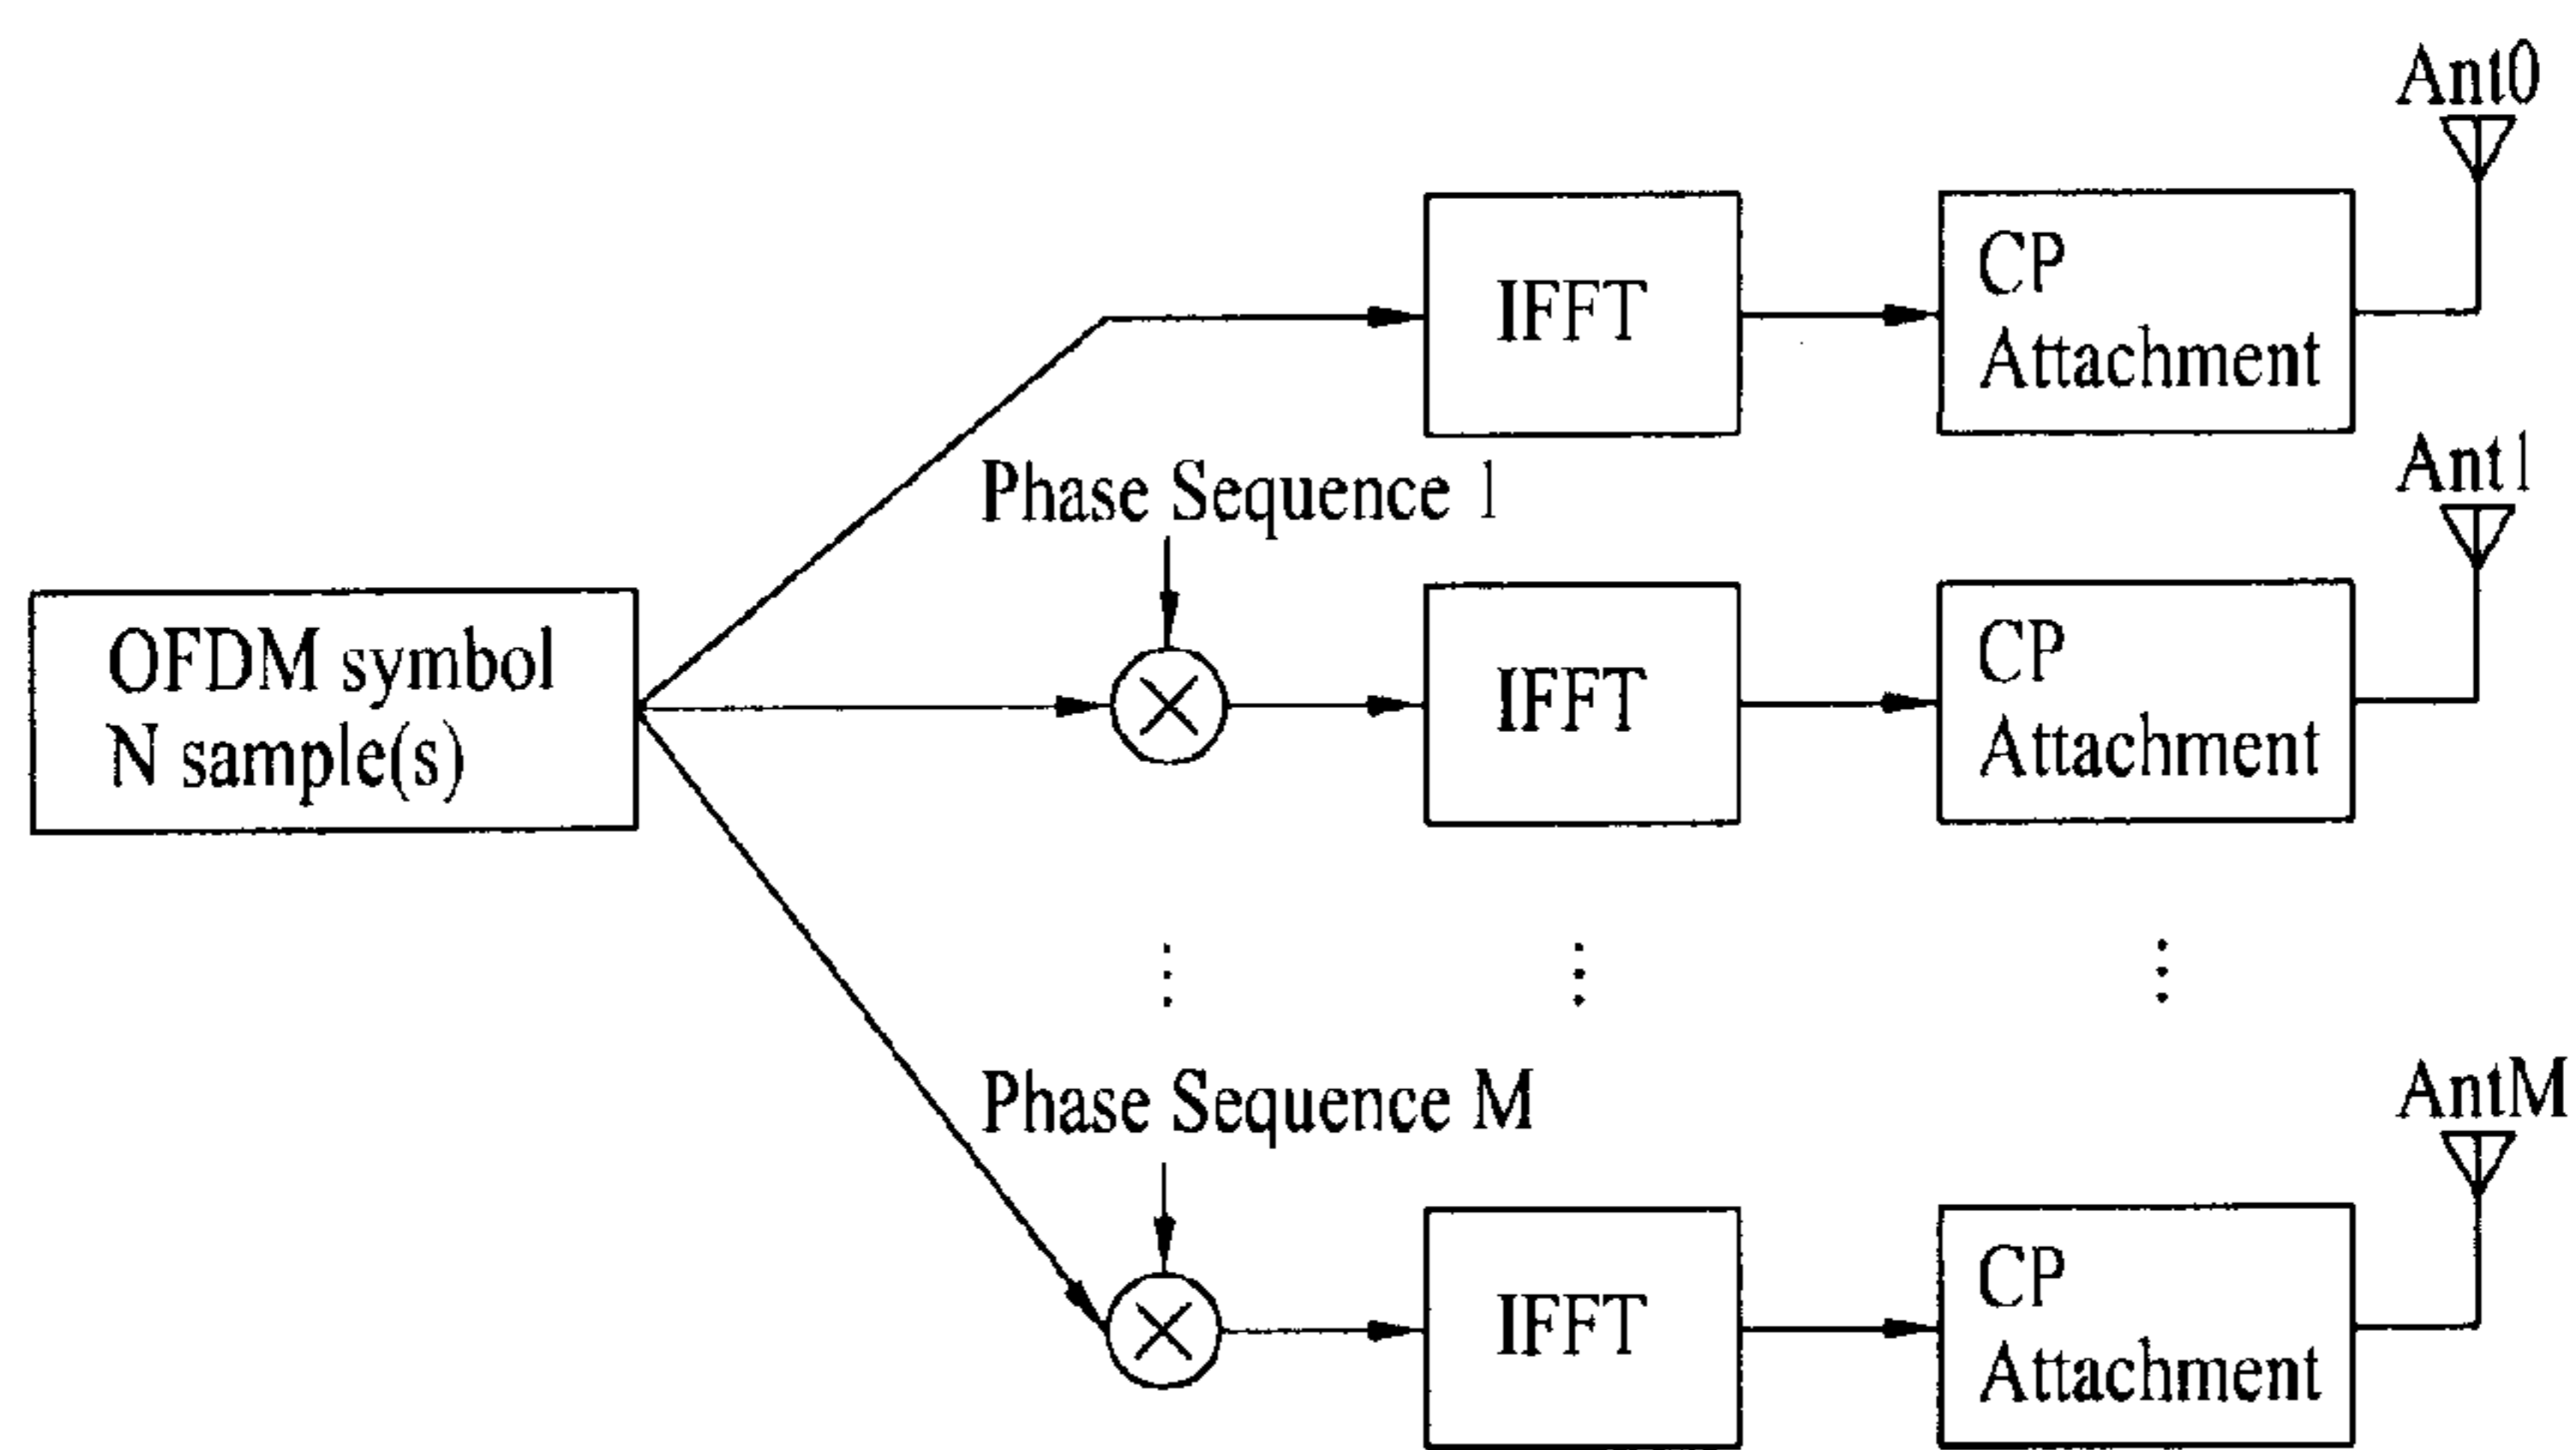 Ant0
IFFT
CP
Attachment
Phase Sequence 1
Ant1
OFDM symbol
N sample(s)
IFFT
CP
Attachment
Phase Sequence M
AntM
IFFT
CP
Attachment